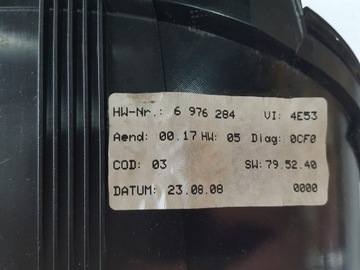 HW-Nr.: 6 976 284 VI: 4E53
Aend: 00.17 HW: 05 Diag: 0CF0
COD: 03 SW: 79.52.40
DATUM: 23.08.08 0000